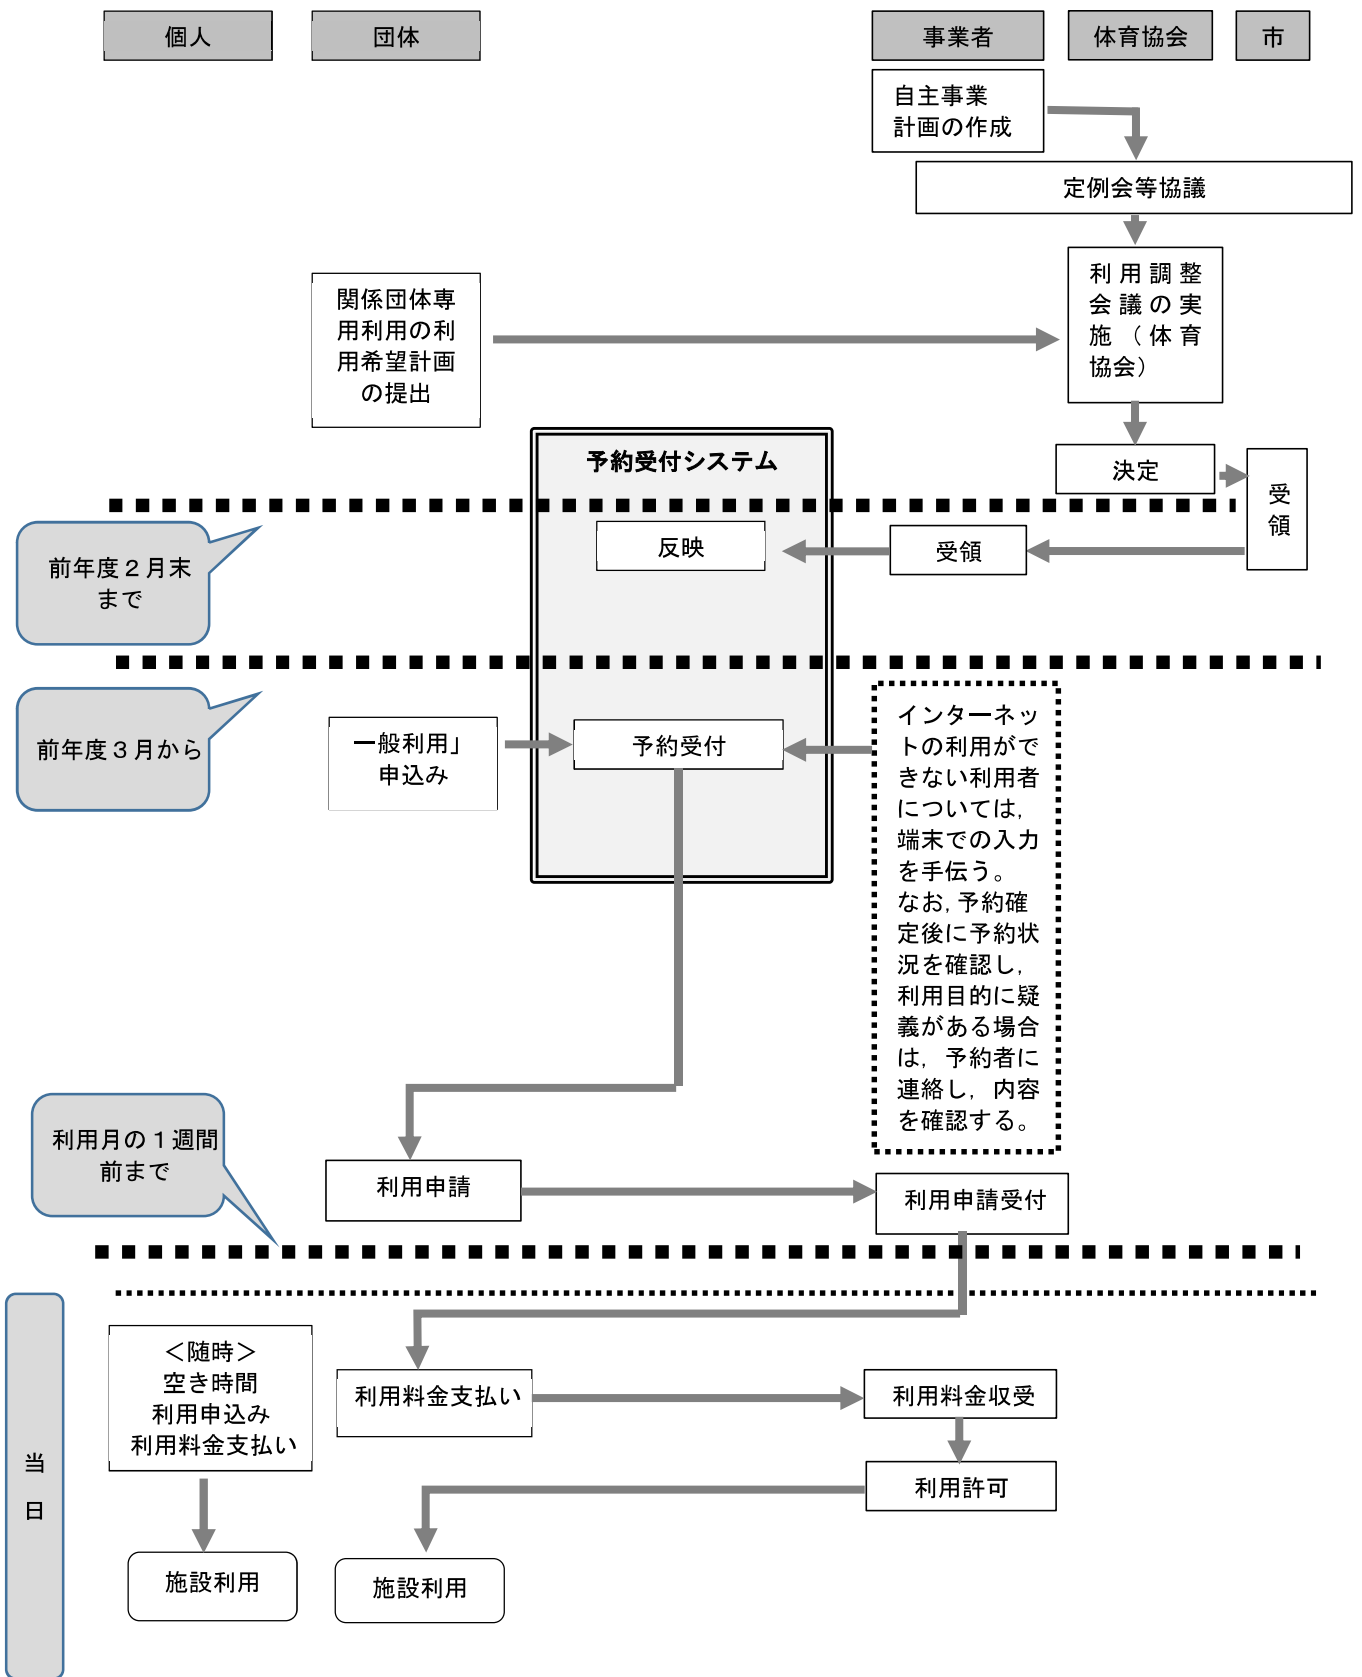 個人
団体
事業者
体育協会
市
自主事業
計画の作成
定例会等協議
関係団体専
用利用の利
用希望計画
の提出
利用調整
会議の実
施（体育
協会）
予約受付システム
決定
受
領
前年度２月末
まで
反映
受領
前年度３月から
一般利用」
申込み
予約受付
インターネッ
トの利用がで
きない利用者
については，
端末での入力
を手伝う。
なお，予約確
定後に予約状
況を確認し，
利用目的に疑
義がある場合
は，予約者に
連絡し，内容
を確認する。
利用月の１週間
前まで
利用申請
利用申請受付
当
日
＜随時＞
空き時間
利用申込み
利用料金支払い
利用料金支払い
利用料金収受
利用許可
施設利用
施設利用